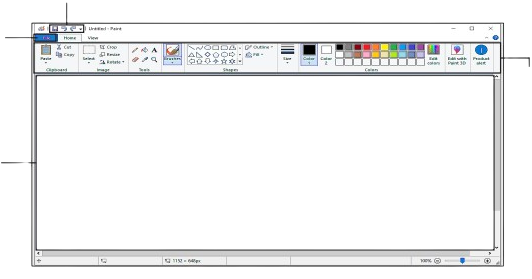 Untitled - Paint
File Home View
Cut Crop Outline
Copy Resize Fill
Paste Select Rotate Brushes Size Color 1 Color 2 Edit colors Edit with Paint 3D Product alert
Clipboard Image Tools Shapes Colors
1152 × 648px 100%